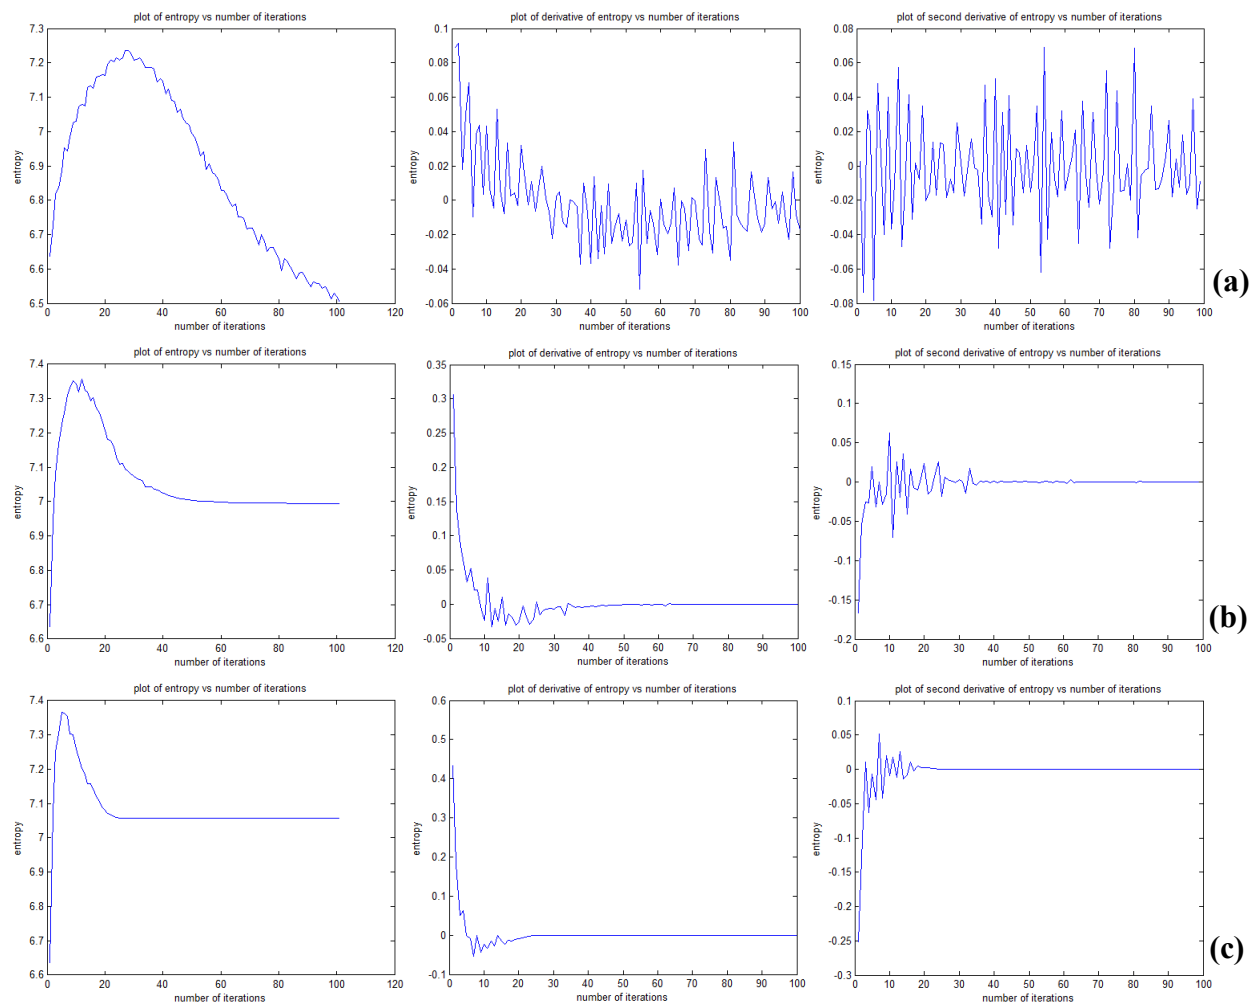 plot of entropy vs number of iterations
7.3
7.2
7.1
7
6.9
6.8
6.7
6.6
6.5
entropy
0 20 40 60 80 100 120
number of iterations
plot of derivative of entropy vs number of iterations
0.1
0.08
0.06
0.04
0.02
0
-0.02
-0.04
-0.06
entropy
0 10 20 30 40 50 60 70 80 90 100
number of iterations
plot of second derivative of entropy vs number of iterations
0.08
0.06
0.04
0.02
0
-0.02
-0.04
-0.06
-0.08
entropy
0 10 20 30 40 50 60 70 80 90 100
number of iterations
(a)
plot of entropy vs number of iterations
7.4
7.3
7.2
7.1
7
6.9
6.8
6.7
6.6
entropy
0 20 40 60 80 100 120
number of iterations
plot of derivative of entropy vs number of iterations
0.35
0.3
0.25
0.2
0.15
0.1
0.05
0
-0.05
entropy
0 10 20 30 40 50 60 70 80 90 100
number of iterations
plot of second derivative of entropy vs number of iterations
0.15
0.1
0.05
0
-0.05
-0.1
-0.15
-0.2
entropy
0 10 20 30 40 50 60 70 80 90 100
number of iterations
(b)
plot of entropy vs number of iterations
7.4
7.3
7.2
7.1
7
6.9
6.8
6.7
6.6
entropy
0 20 40 60 80 100 120
number of iterations
plot of derivative of entropy vs number of iterations
0.6
0.5
0.4
0.3
0.2
0.1
0
-0.1
entropy
0 10 20 30 40 50 60 70 80 90 100
number of iterations
plot of second derivative of entropy vs number of iterations
0.1
0.05
0
-0.05
-0.1
-0.15
-0.2
-0.25
-0.3
entropy
0 10 20 30 40 50 60 70 80 90 100
number of iterations
(c)